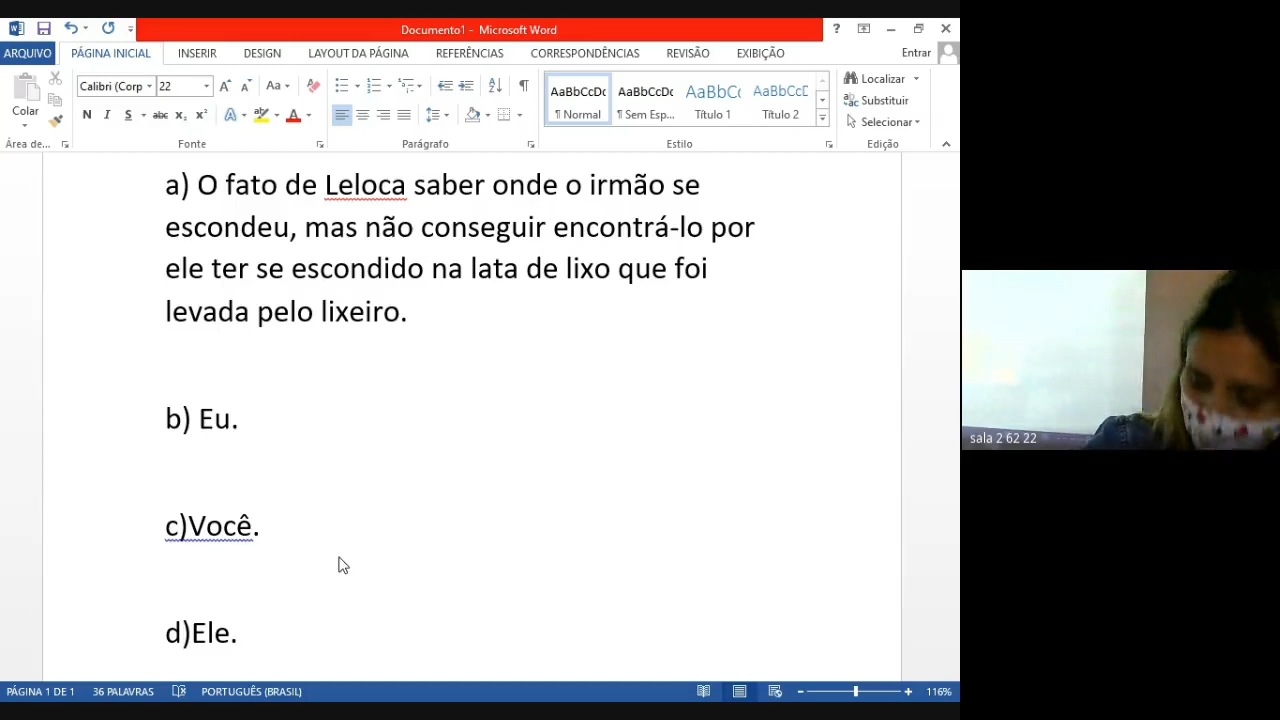 Documento1 - Microsoft Word
ARQUIVO PÁGINA INICIAL INSERIR DESIGN LAYOUT DA PÁGINA REFERÊNCIAS CORRESPONDÊNCIAS REVISÃO EXIBIÇÃO Entrar
Calibri (Corp 22 Aa AaBbCcDc AaBbCcDc AaBbCc AaBbCcD Localizar
Colar Substituir
N I S abc x₂ x² A A ¶ Normal ¶ Sem Esp... Título 1 Título 2 Selecionar
Área de... Fonte Parágrafo Estilo Edição
a) O fato de Leloca saber onde o irmão se
escondeu, mas não conseguir encontrá-lo por
ele ter se escondido na lata de lixo que foi
levada pelo lixeiro.
b) Eu.
c)Você.
d)Ele.
sala 2 62 22
PÁGINA 1 DE 1 36 PALAVRAS PORTUGUÊS (BRASIL) 116%